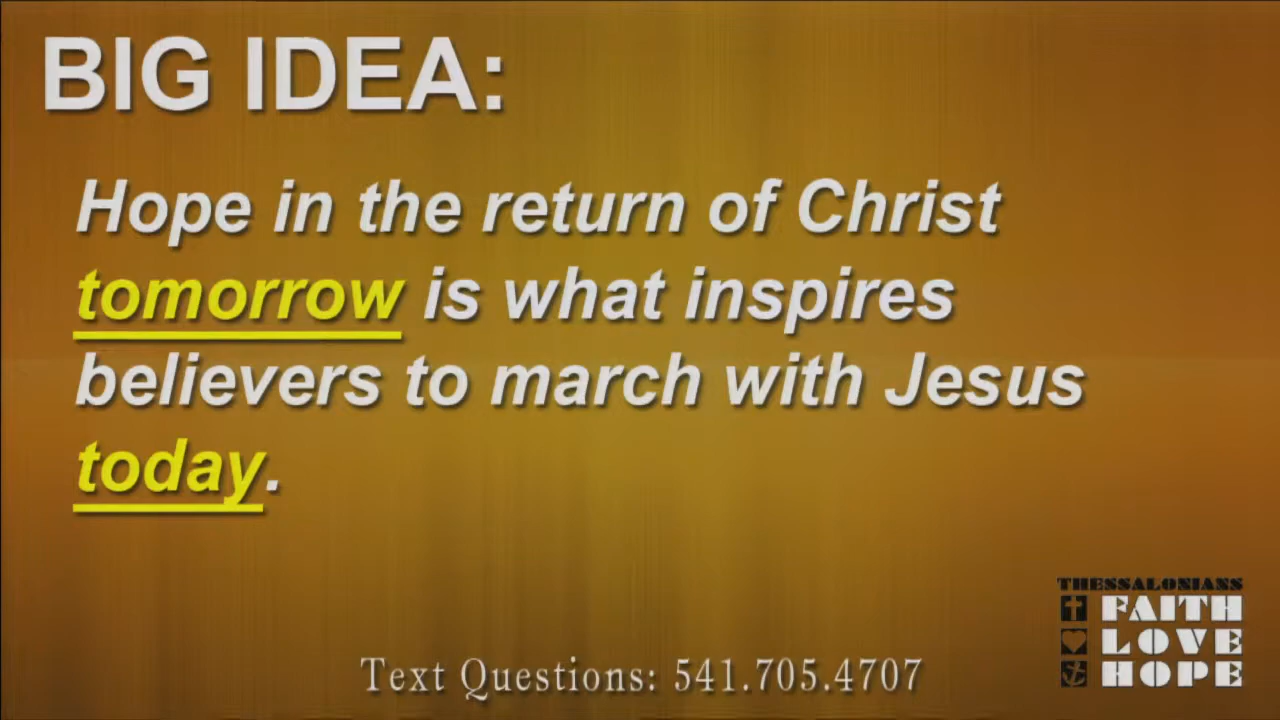 BIG IDEA:
Hope in the return of Christ
tomorrow is what inspires
believers to march with Jesus
today.
THESSALONIANS
FAITH
LOVE
HOPE
Text Questions: 541.705.4707